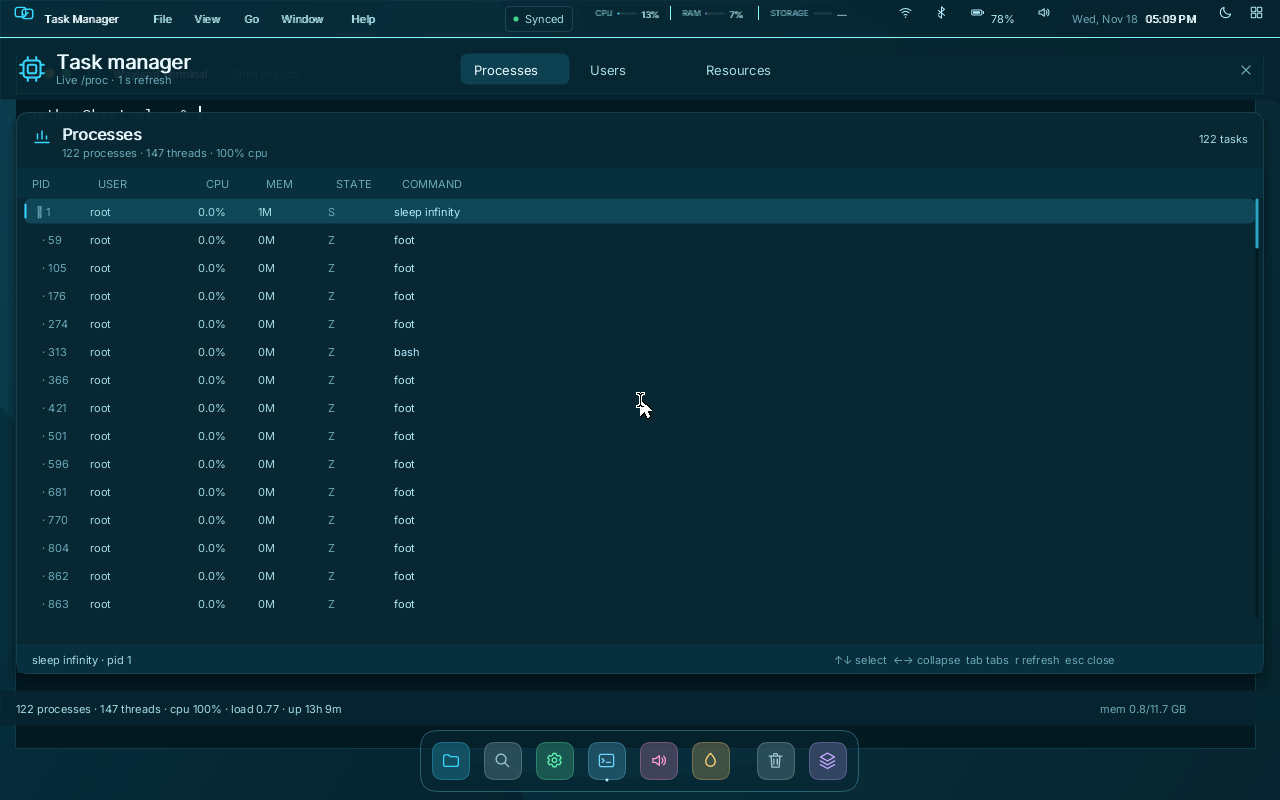 Task Manager File View Go Window Help Synced CPU 13% RAM 7% STORAGE — 78% Wed, Nov 18 05:09 PM
Task manager
Live /proc · 1 s refresh
Processes Users Resources
Processes
122 processes · 147 threads · 100% cpu
122 tasks
PID USER CPU MEM STATE COMMAND
1 root 0.0% 1M S sleep infinity
· 59 root 0.0% 0M Z foot
· 105 root 0.0% 0M Z foot
· 176 root 0.0% 0M Z foot
· 274 root 0.0% 0M Z foot
· 313 root 0.0% 0M Z bash
· 366 root 0.0% 0M Z foot
· 421 root 0.0% 0M Z foot
· 501 root 0.0% 0M Z foot
· 596 root 0.0% 0M Z foot
· 681 root 0.0% 0M Z foot
· 770 root 0.0% 0M Z foot
· 804 root 0.0% 0M Z foot
· 862 root 0.0% 0M Z foot
· 863 root 0.0% 0M Z foot
sleep infinity · pid 1
↑↓ select ←→ collapse tab tabs r refresh esc close
122 processes · 147 threads · cpu 100% · load 0.77 · up 13h 9m
mem 0.8/11.7 GB